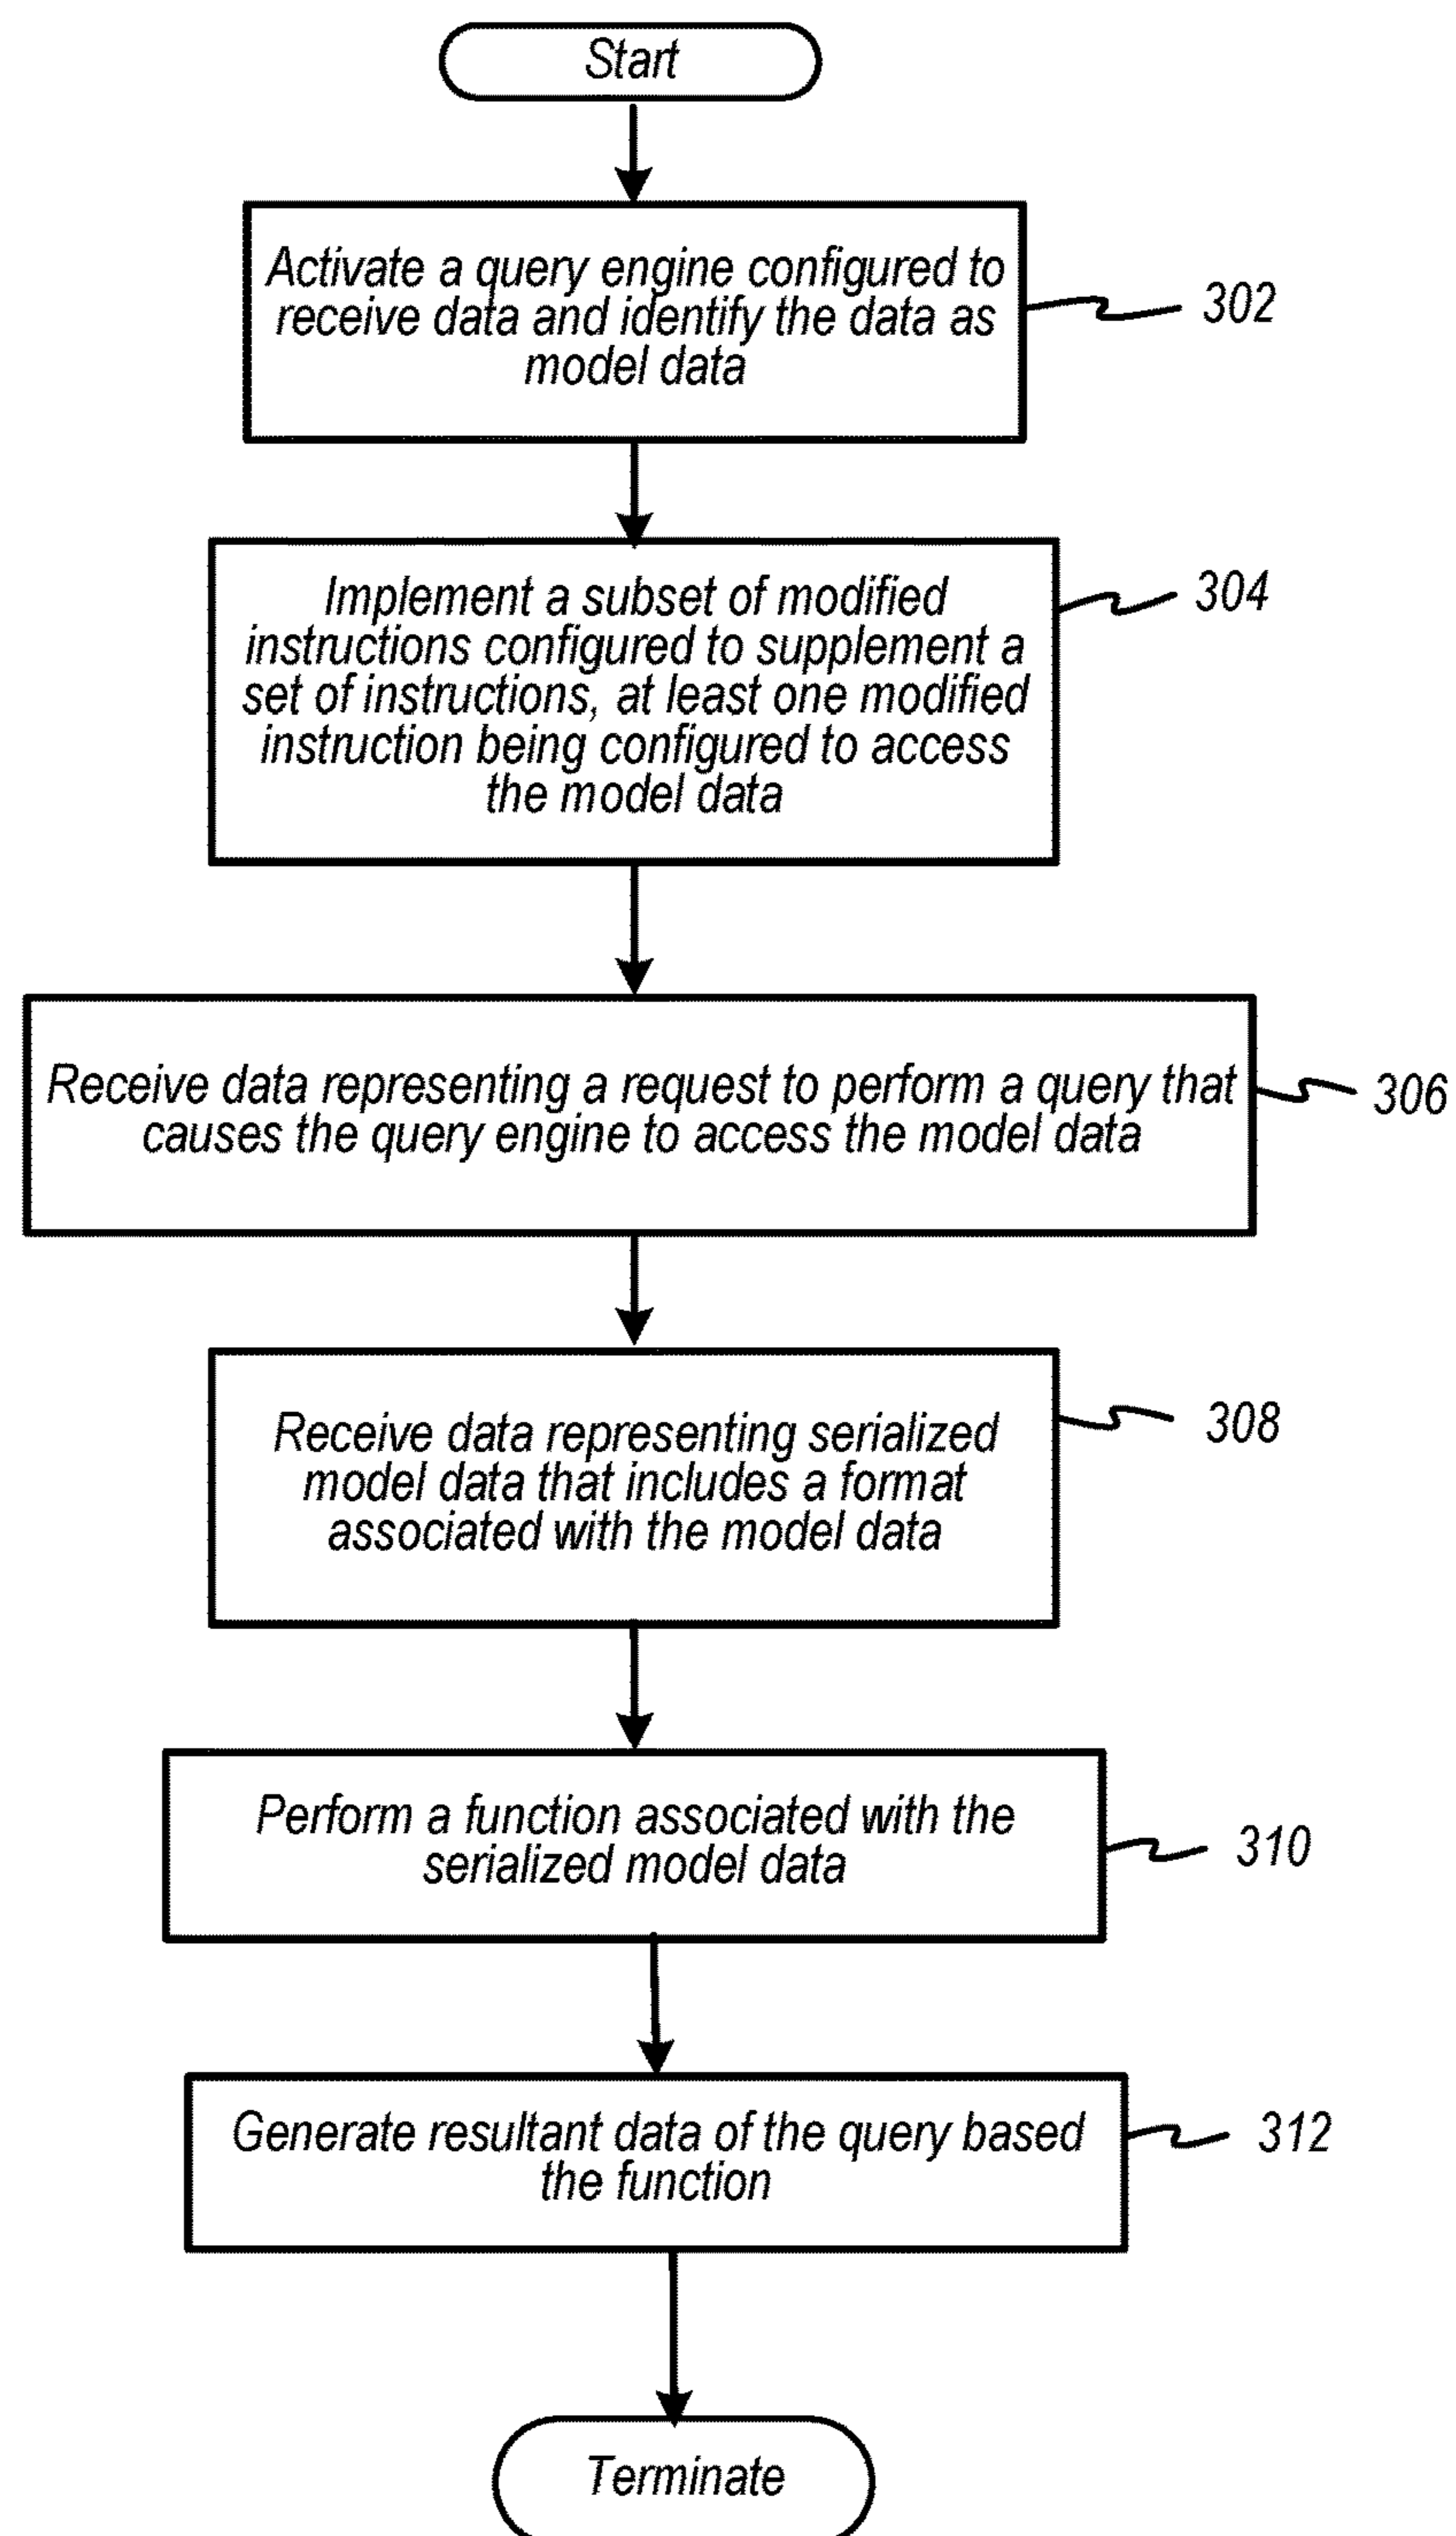 Start
Activate a query engine configured to
receive data and identify the data as
model data
302
Implement a subset of modified
instructions configured to supplement a
set of instructions, at least one modified
instruction being configured to access
the model data
304
Receive data representing a request to perform a query that
causes the query engine to access the model data
306
Receive data representing serialized
model data that includes a format
associated with the model data
308
Perform a function associated with the
serialized model data
310
Generate resultant data of the query based
the function
312
Terminate